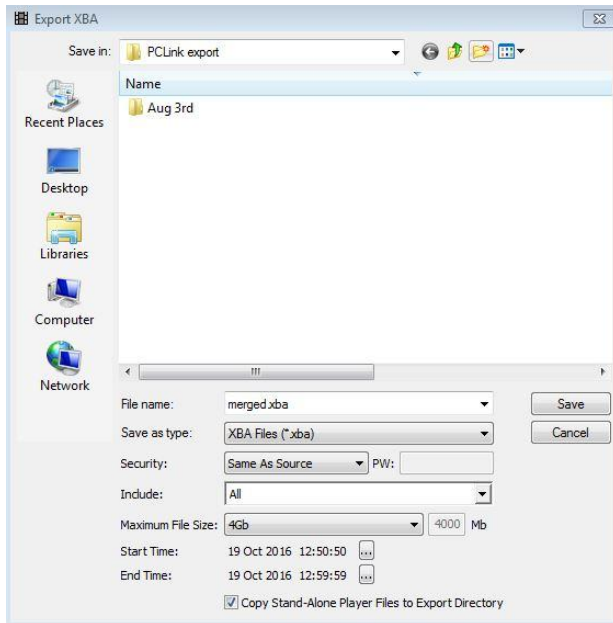 Export XBA
Save in: PCLink export
Name
Aug 3rd
Recent Places
Desktop
Libraries
Computer
Network
File name: merged.xba Save
Save as type: XBA Files (*.xba) Cancel
Security: Same As Source PW:
Include: All
Maximum File Size: 4Gb 4000 Mb
Start Time: 19 Oct 2016 12:50:50 ...
End Time: 19 Oct 2016 12:59:59 ...
Copy Stand-Alone Player Files to Export Directory